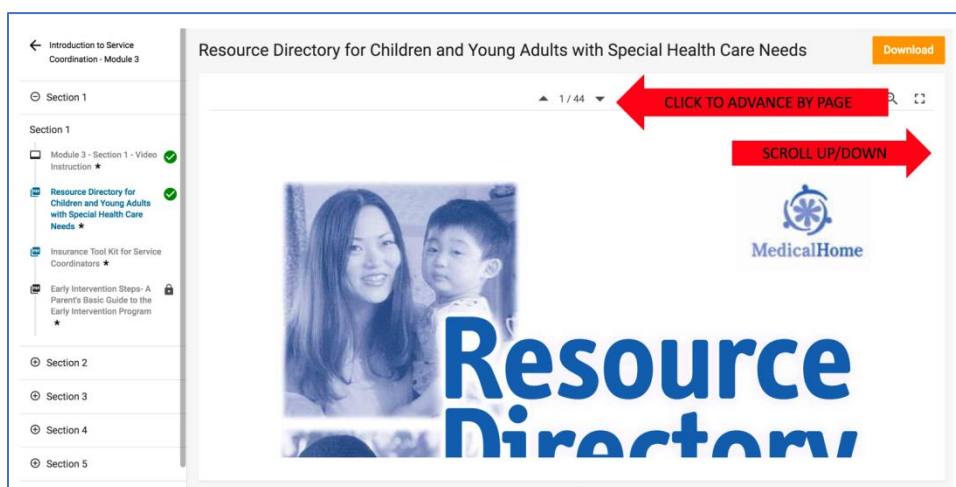 Introduction to Service
Coordination - Module 3
Section 1
Section 1
Module 3 - Section 1 - Video
Instruction ★
Resource Directory for
Children and Young Adults
with Special Health Care
Needs ★
Insurance Tool Kit for Service
Coordinators ★
Early Intervention Steps- A
Parent's Basic Guide to the
Early Intervention Program
★
Section 2
Section 3
Section 4
Section 5
Resource Directory for Children and Young Adults with Special Health Care Needs
Download
1 / 44
CLICK TO ADVANCE BY PAGE
SCROLL UP/DOWN
MedicalHome
Resource
Directory